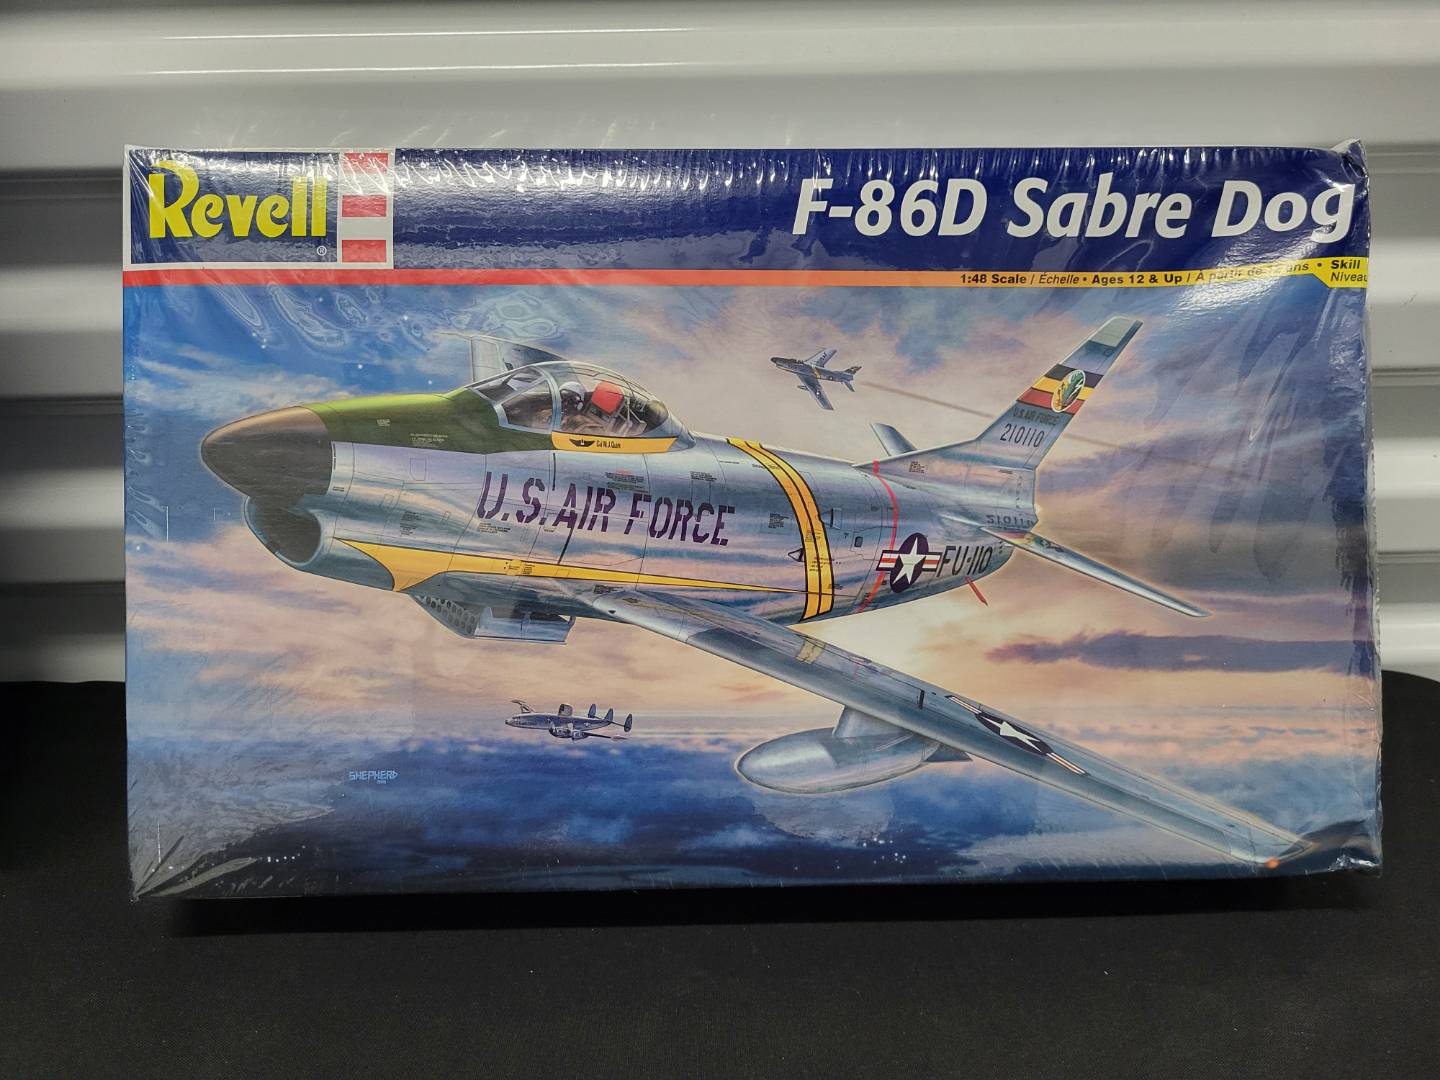 Revell®
F-86D Sabre Dog
1:48 Scale / Échelle • Ages 12 & Up / À partir de 12 ans • Skill
Niveau
U.S. AIR FORCE
210110
U.S. AIR FORCE
FU-110
SHEPHERD